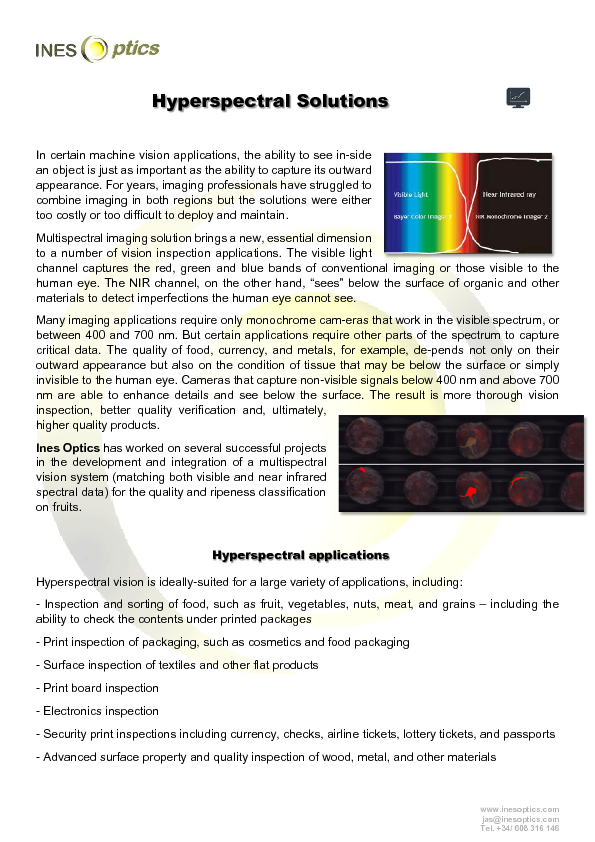 INES Optics
Hyperspectral Solutions
In certain machine vision applications, the ability to see in-side
an object is just as important as the ability to capture its outward
appearance. For years, imaging professionals have struggled to
combine imaging in both regions but the solutions were either
too costly or too difficult to deploy and maintain.
Visible Light
Near Infrared ray
Bayer Color Imager 1
NIR Monochrome Imager 2
Multispectral imaging solution brings a new, essential dimension
to a number of vision inspection applications. The visible light
channel captures the red, green and blue bands of conventional imaging or those visible to the
human eye. The NIR channel, on the other hand, “sees” below the surface of organic and other
materials to detect imperfections the human eye cannot see.
Many imaging applications require only monochrome cam-eras that work in the visible spectrum, or
between 400 and 700 nm. But certain applications require other parts of the spectrum to capture
critical data. The quality of food, currency, and metals, for example, de-pends not only on their
outward appearance but also on the condition of tissue that may be below the surface or simply
invisible to the human eye. Cameras that capture non-visible signals below 400 nm and above 700
nm are able to enhance details and see below the surface. The result is more thorough vision
inspection, better quality verification and, ultimately,
higher quality products.
Ines Optics has worked on several successful projects
in the development and integration of a multispectral
vision system (matching both visible and near infrared
spectral data) for the quality and ripeness classification
on fruits.
Hyperspectral applications
Hyperspectral vision is ideally-suited for a large variety of applications, including:
- Inspection and sorting of food, such as fruit, vegetables, nuts, meat, and grains – including the
ability to check the contents under printed packages
- Print inspection of packaging, such as cosmetics and food packaging
- Surface inspection of textiles and other flat products
- Print board inspection
- Electronics inspection
- Security print inspections including currency, checks, airline tickets, lottery tickets, and passports
- Advanced surface property and quality inspection of wood, metal, and other materials
www.inesoptics.com
jas@inesoptics.com
Tel. +34/ 608 316 146